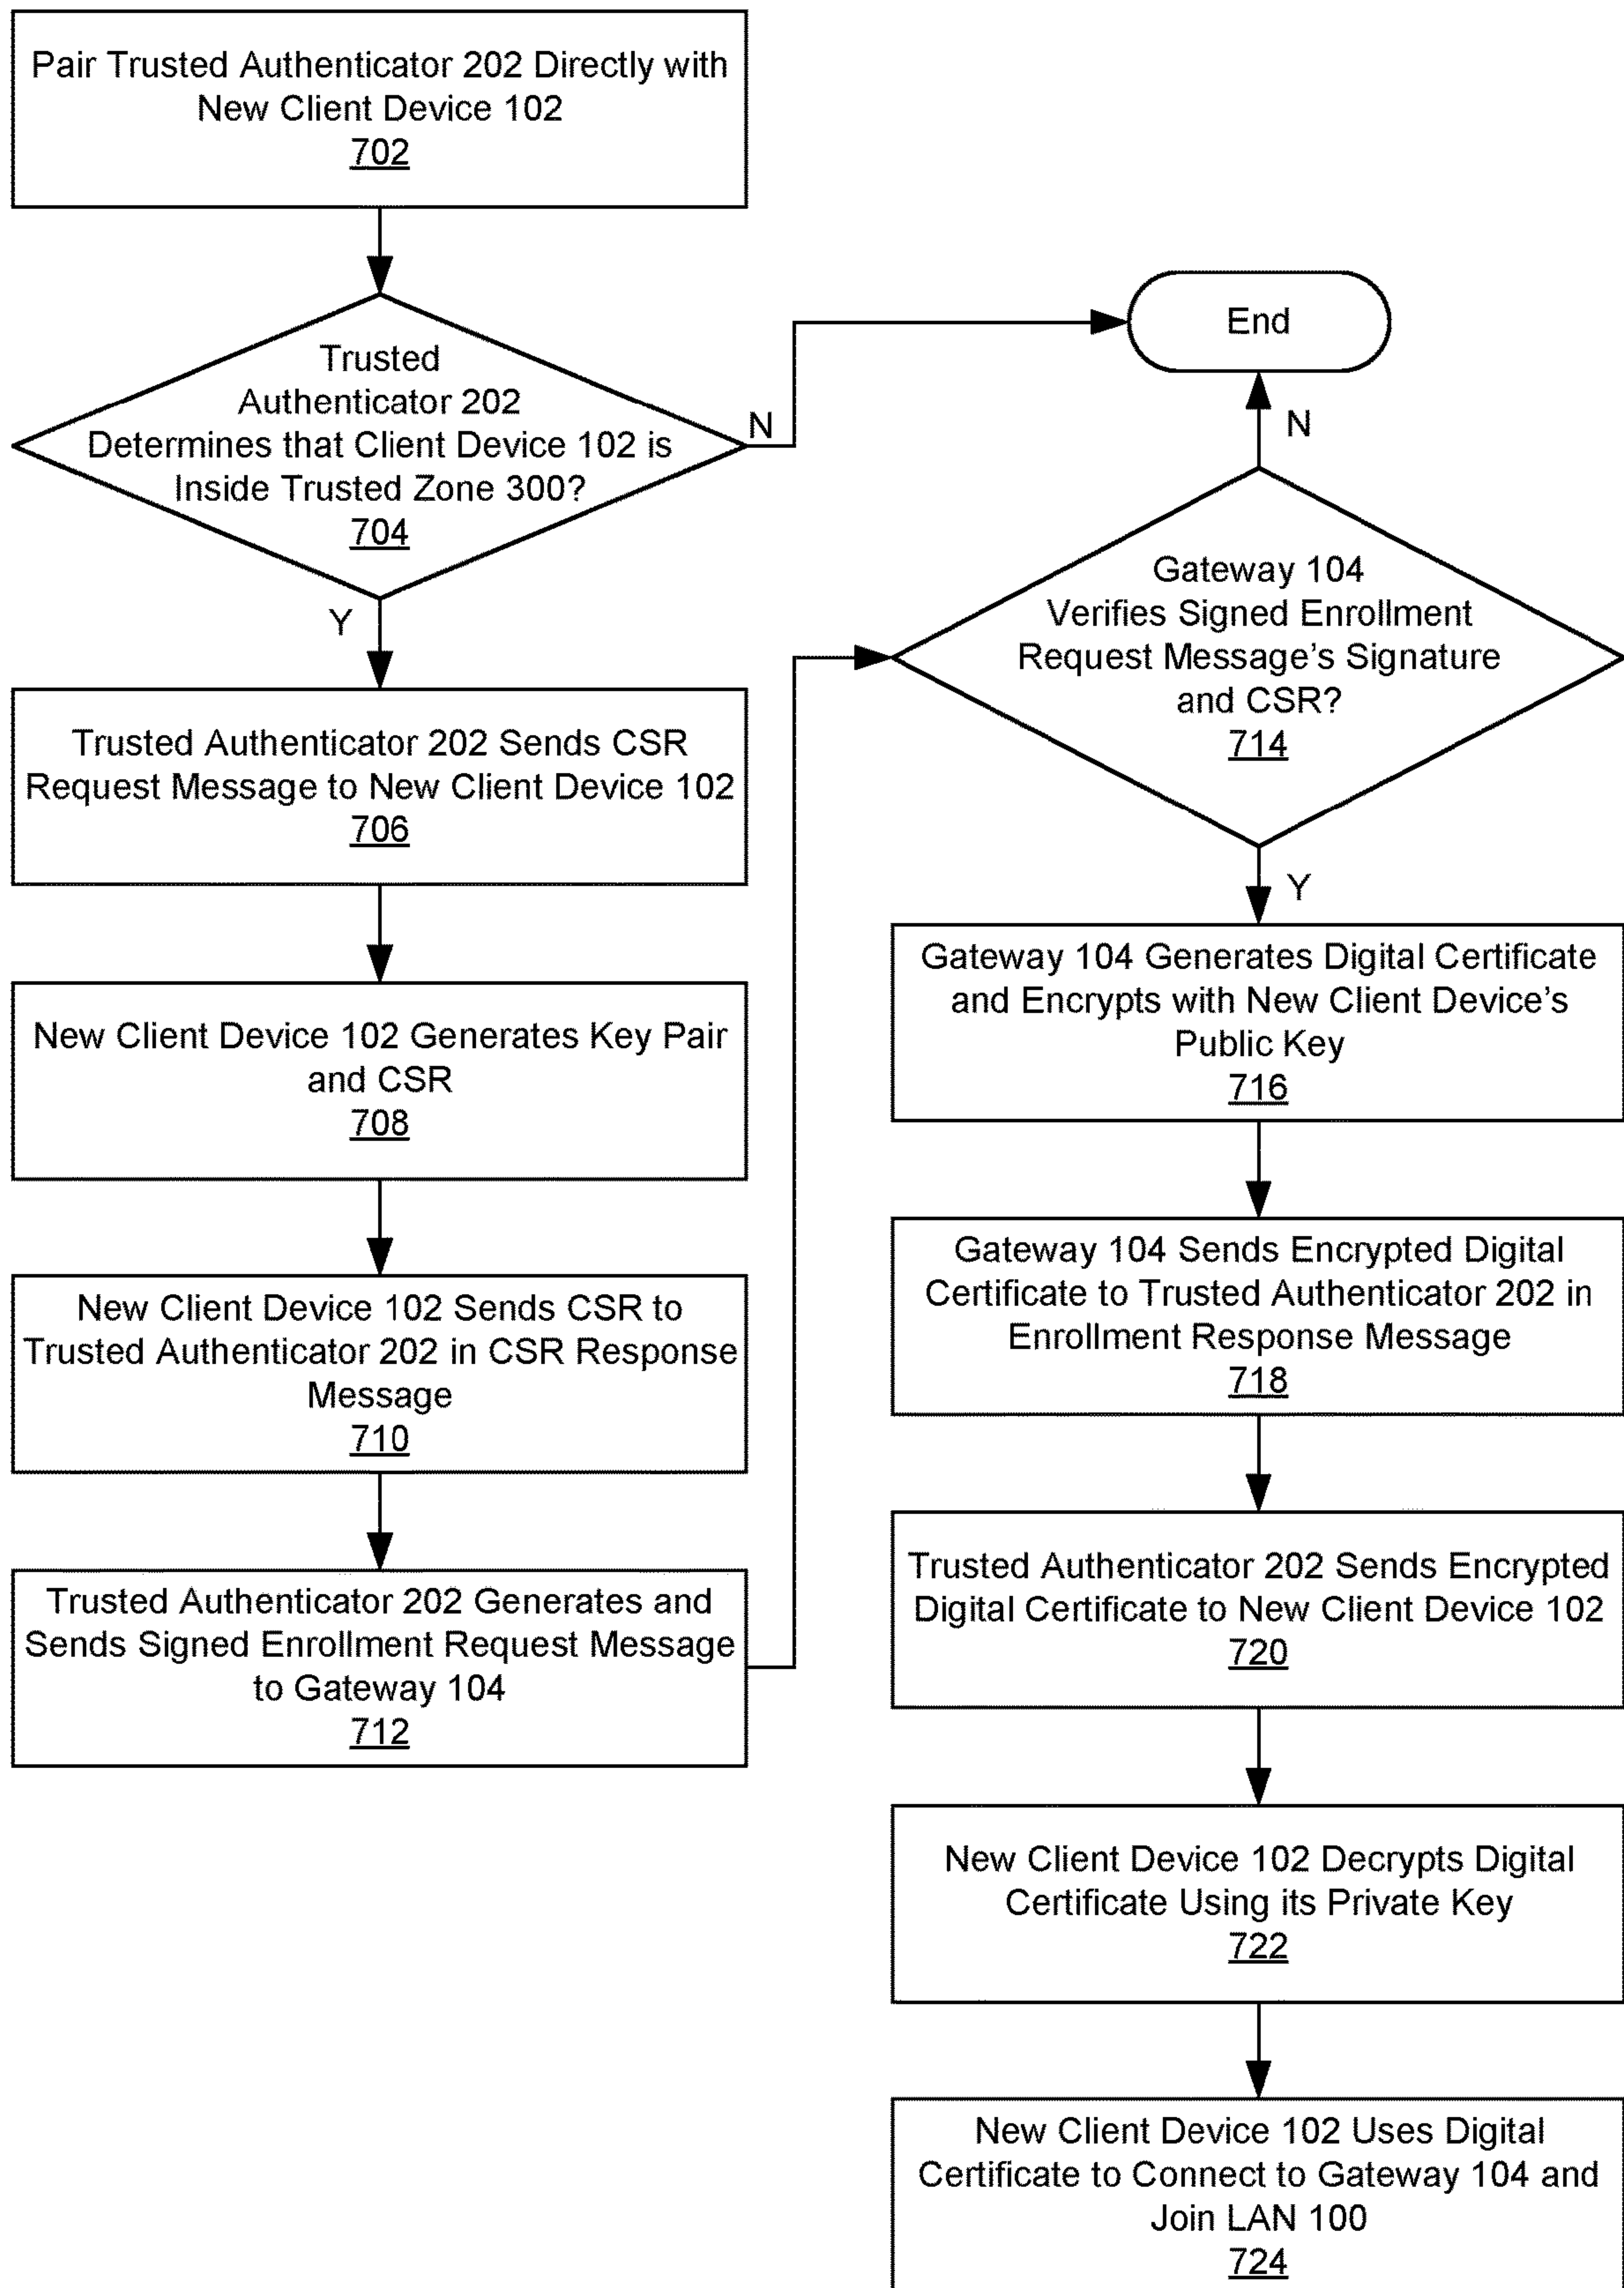 Pair Trusted Authenticator 202 Directly with
New Client Device 102
702
Trusted
Authenticator 202
Determines that Client Device 102 is
Inside Trusted Zone 300?
704
N
Y
Trusted Authenticator 202 Sends CSR
Request Message to New Client Device 102
706
New Client Device 102 Generates Key Pair
and CSR
708
New Client Device 102 Sends CSR to
Trusted Authenticator 202 in CSR Response
Message
710
Trusted Authenticator 202 Generates and
Sends Signed Enrollment Request Message
to Gateway 104
712
End
N
Gateway 104
Verifies Signed Enrollment
Request Message's Signature
and CSR?
714
Y
Gateway 104 Generates Digital Certificate
and Encrypts with New Client Device's
Public Key
716
Gateway 104 Sends Encrypted Digital
Certificate to Trusted Authenticator 202 in
Enrollment Response Message
718
Trusted Authenticator 202 Sends Encrypted
Digital Certificate to New Client Device 102
720
New Client Device 102 Decrypts Digital
Certificate Using its Private Key
722
New Client Device 102 Uses Digital
Certificate to Connect to Gateway 104 and
Join LAN 100
724